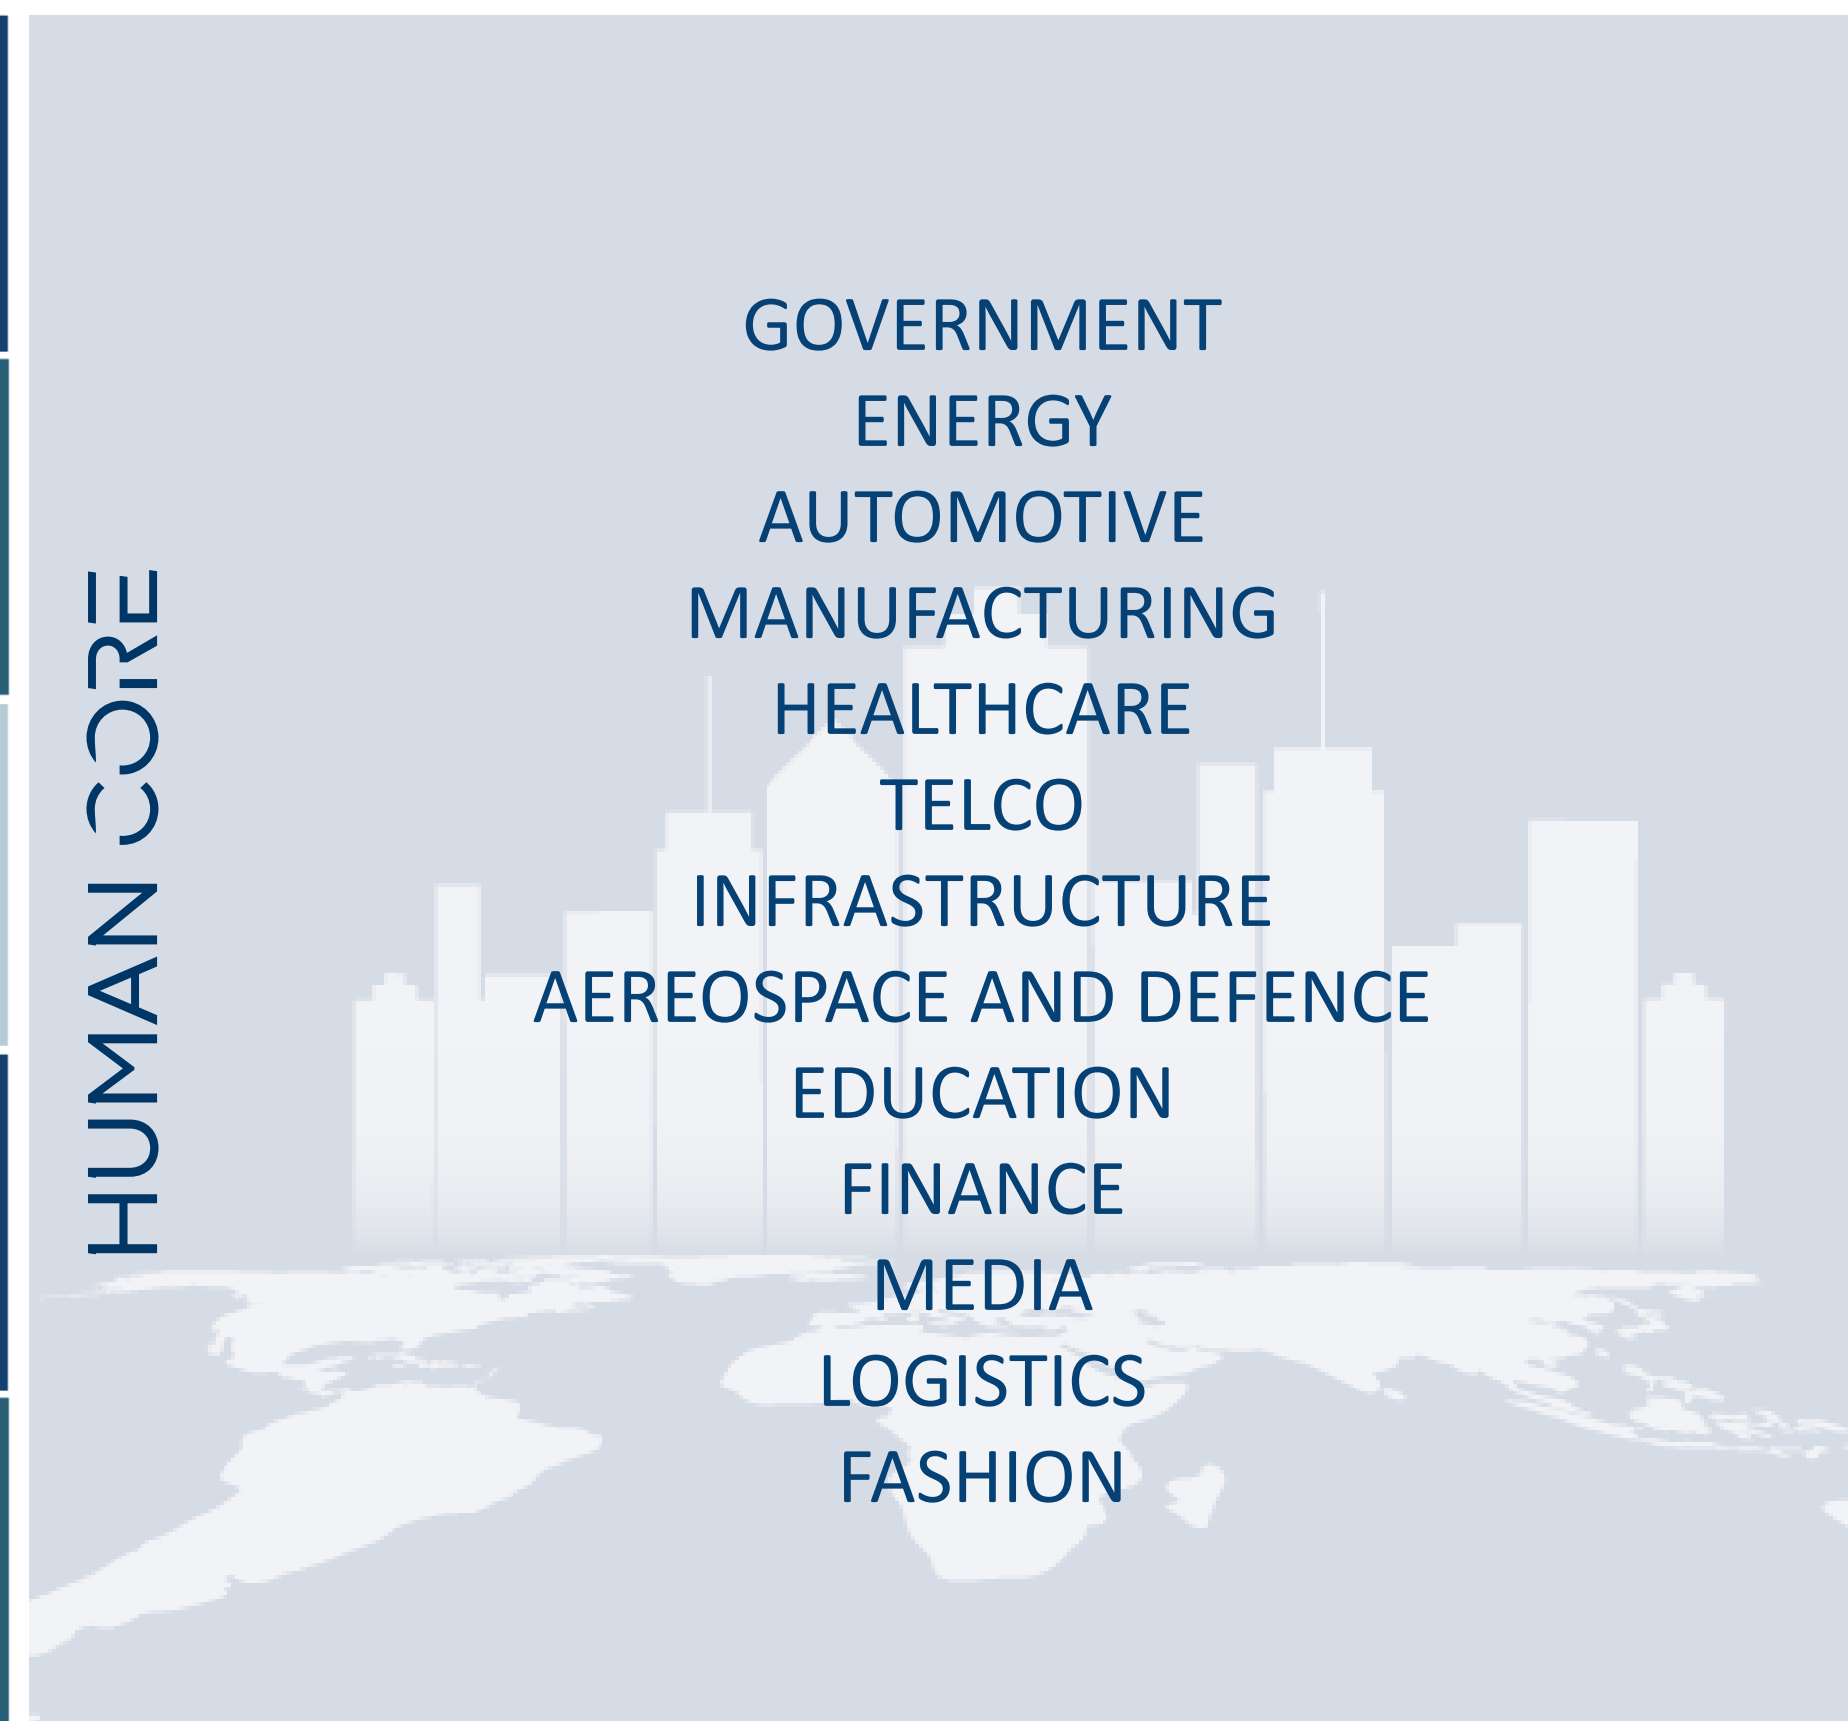 HUMAN CORE
GOVERNMENT
ENERGY
AUTOMOTIVE
MANUFACTURING
HEALTHCARE
TELCO
INFRASTRUCTURE
AEREOSPACE AND DEFENCE
EDUCATION
FINANCE
MEDIA
LOGISTICS
FASHION